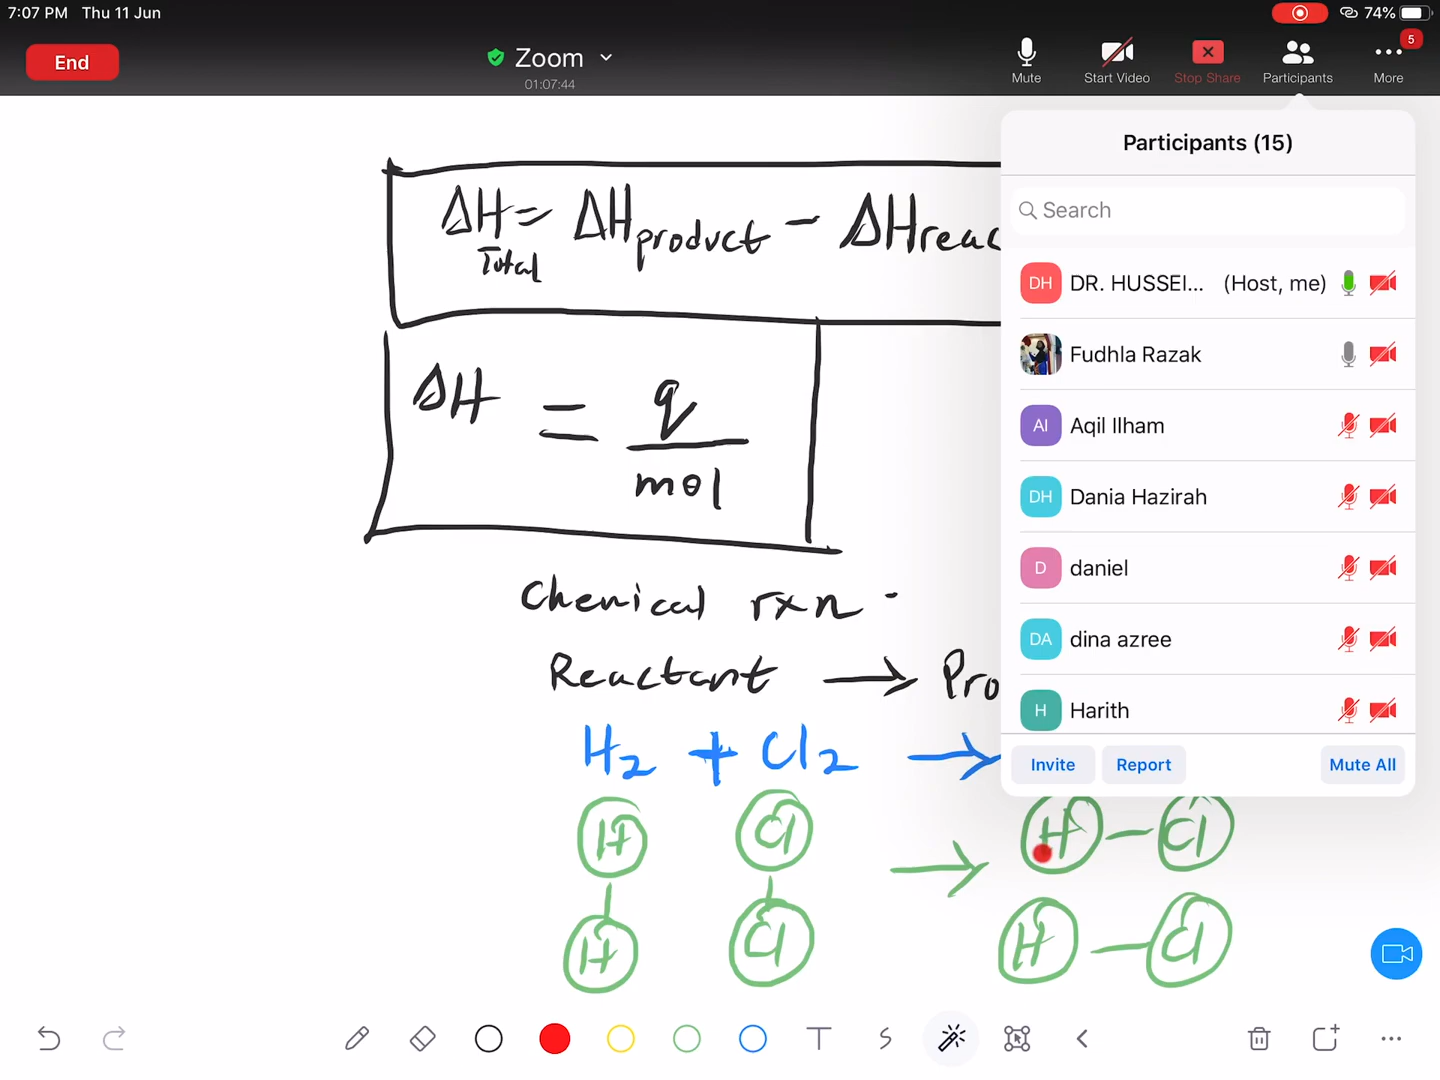 7:07 PM Thu 11 Jun
74%
End
Zoom
01:07:44
Mute
Start Video
Stop Share
Participants
5
More
Participants (15)
Search
DH DR. HUSSEI... (Host, me)
Fudhla Razak
AI Aqil Ilham
DH Dania Hazirah
D daniel
DA dina azree
H Harith
Invite Report Mute All
ΔH = ΔHproduct - ΔHreac
Total
ΔH = q
mol
Chemical rxn -
Reactant → Pro
H2 + Cl2 →
H Cl → H - Cl
H Cl H - Cl
T